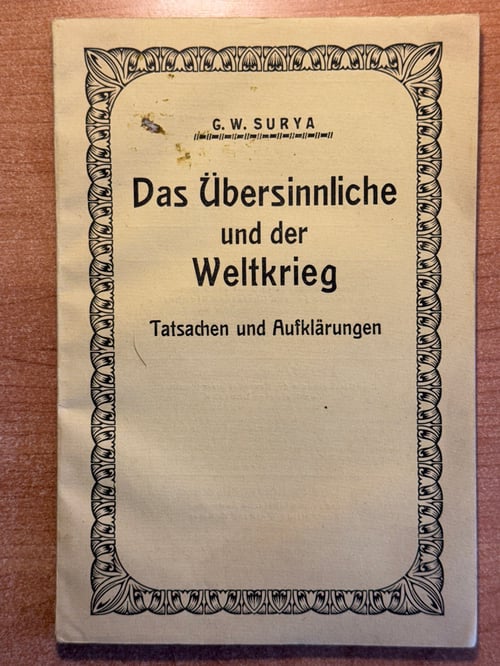 G. W. SURYA
Das Übersinnliche
und der
Weltkrieg
Tatsachen und Aufklärungen